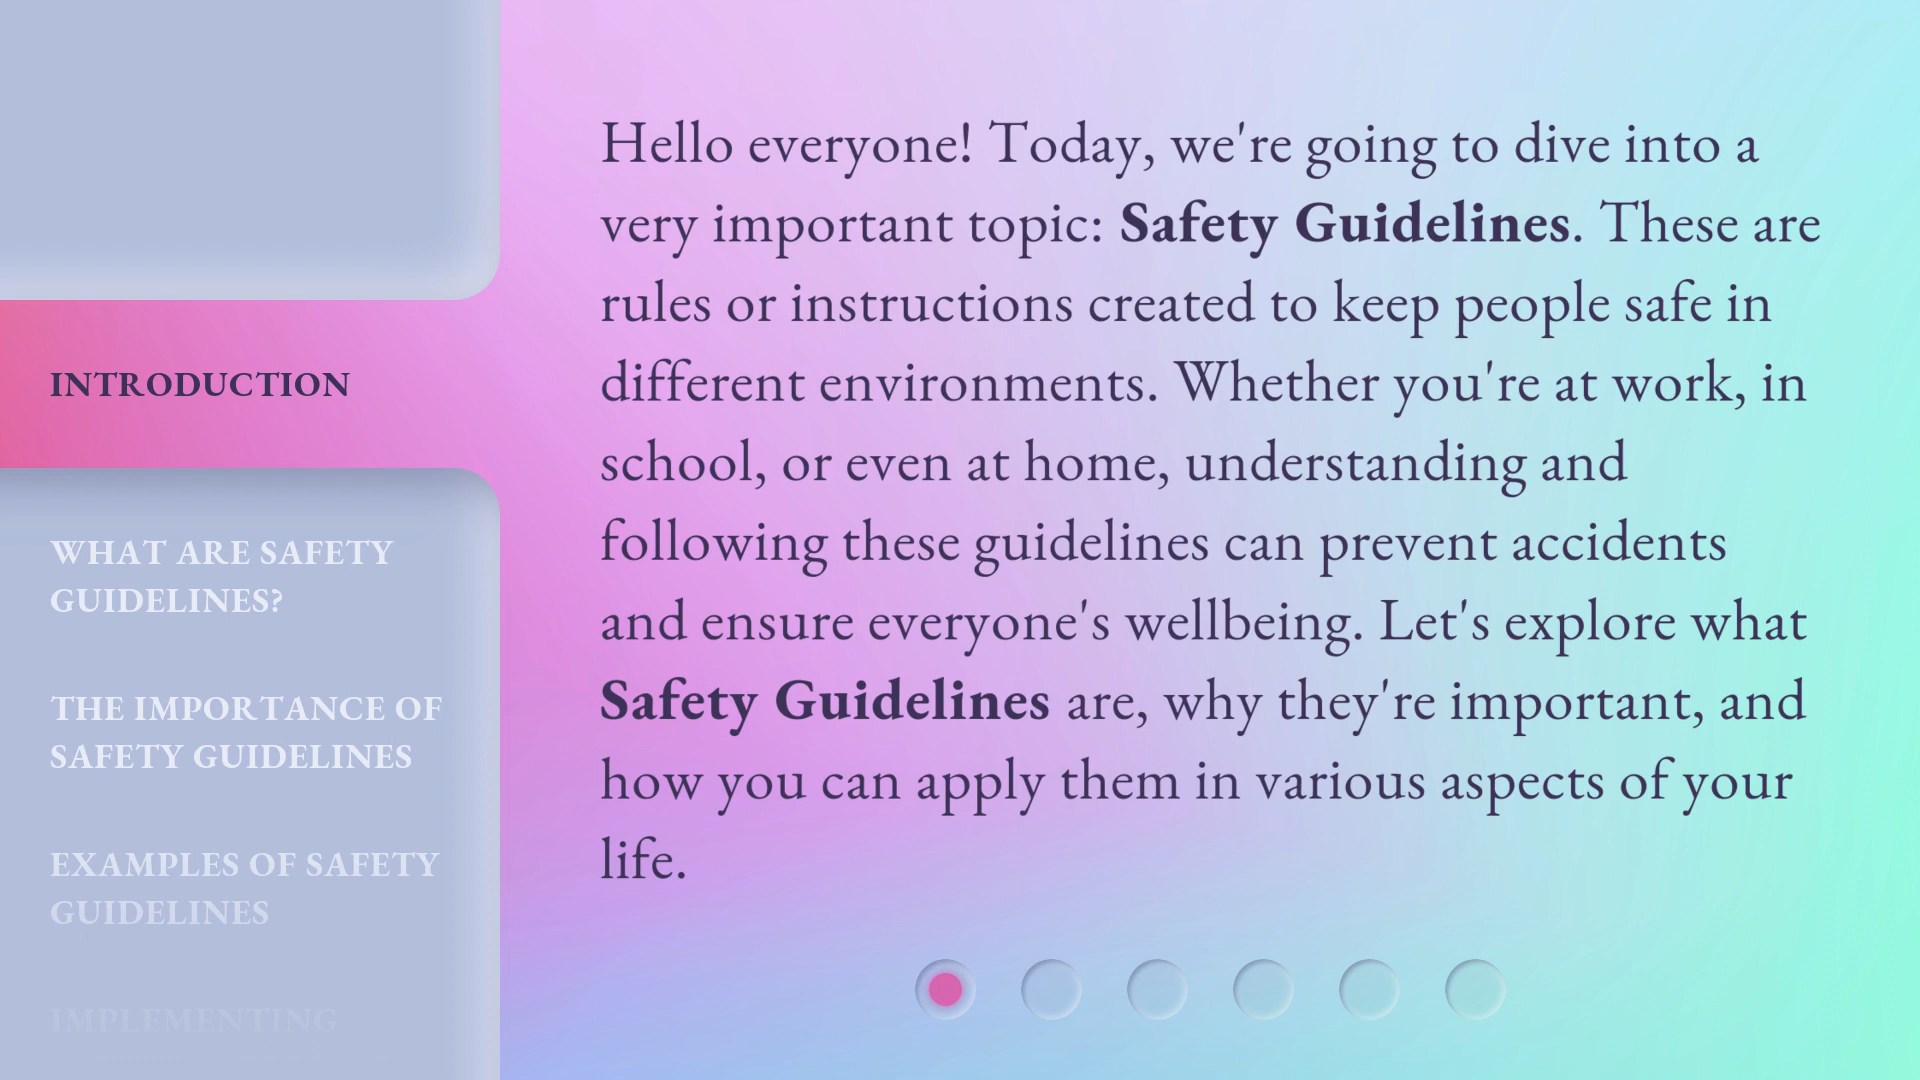 INTRODUCTION
WHAT ARE SAFETY
GUIDELINES?
THE IMPORTANCE OF
SAFETY GUIDELINES
EXAMPLES OF SAFETY
GUIDELINES
IMPLEMENTING
Hello everyone! Today, we're going to dive into a
very important topic: Safety Guidelines. These are
rules or instructions created to keep people safe in
different environments. Whether you're at work, in
school, or even at home, understanding and
following these guidelines can prevent accidents
and ensure everyone's wellbeing. Let's explore what
Safety Guidelines are, why they're important, and
how you can apply them in various aspects of your
life.